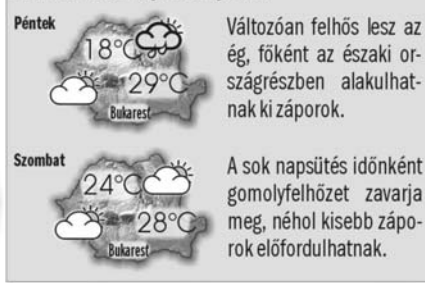 Péntek
18°C
29°C
Bukarest
Változóan felhős lesz az
ég, főként az északi or-
szágrészben alakulhat-
nak ki záporok.
Szombat
24°C
28°C
Bukarest
A sok napsütés időnként
gomolyfelhőzet zavarja
meg, néhol kisebb zápo-
rok előfordulhatnak.